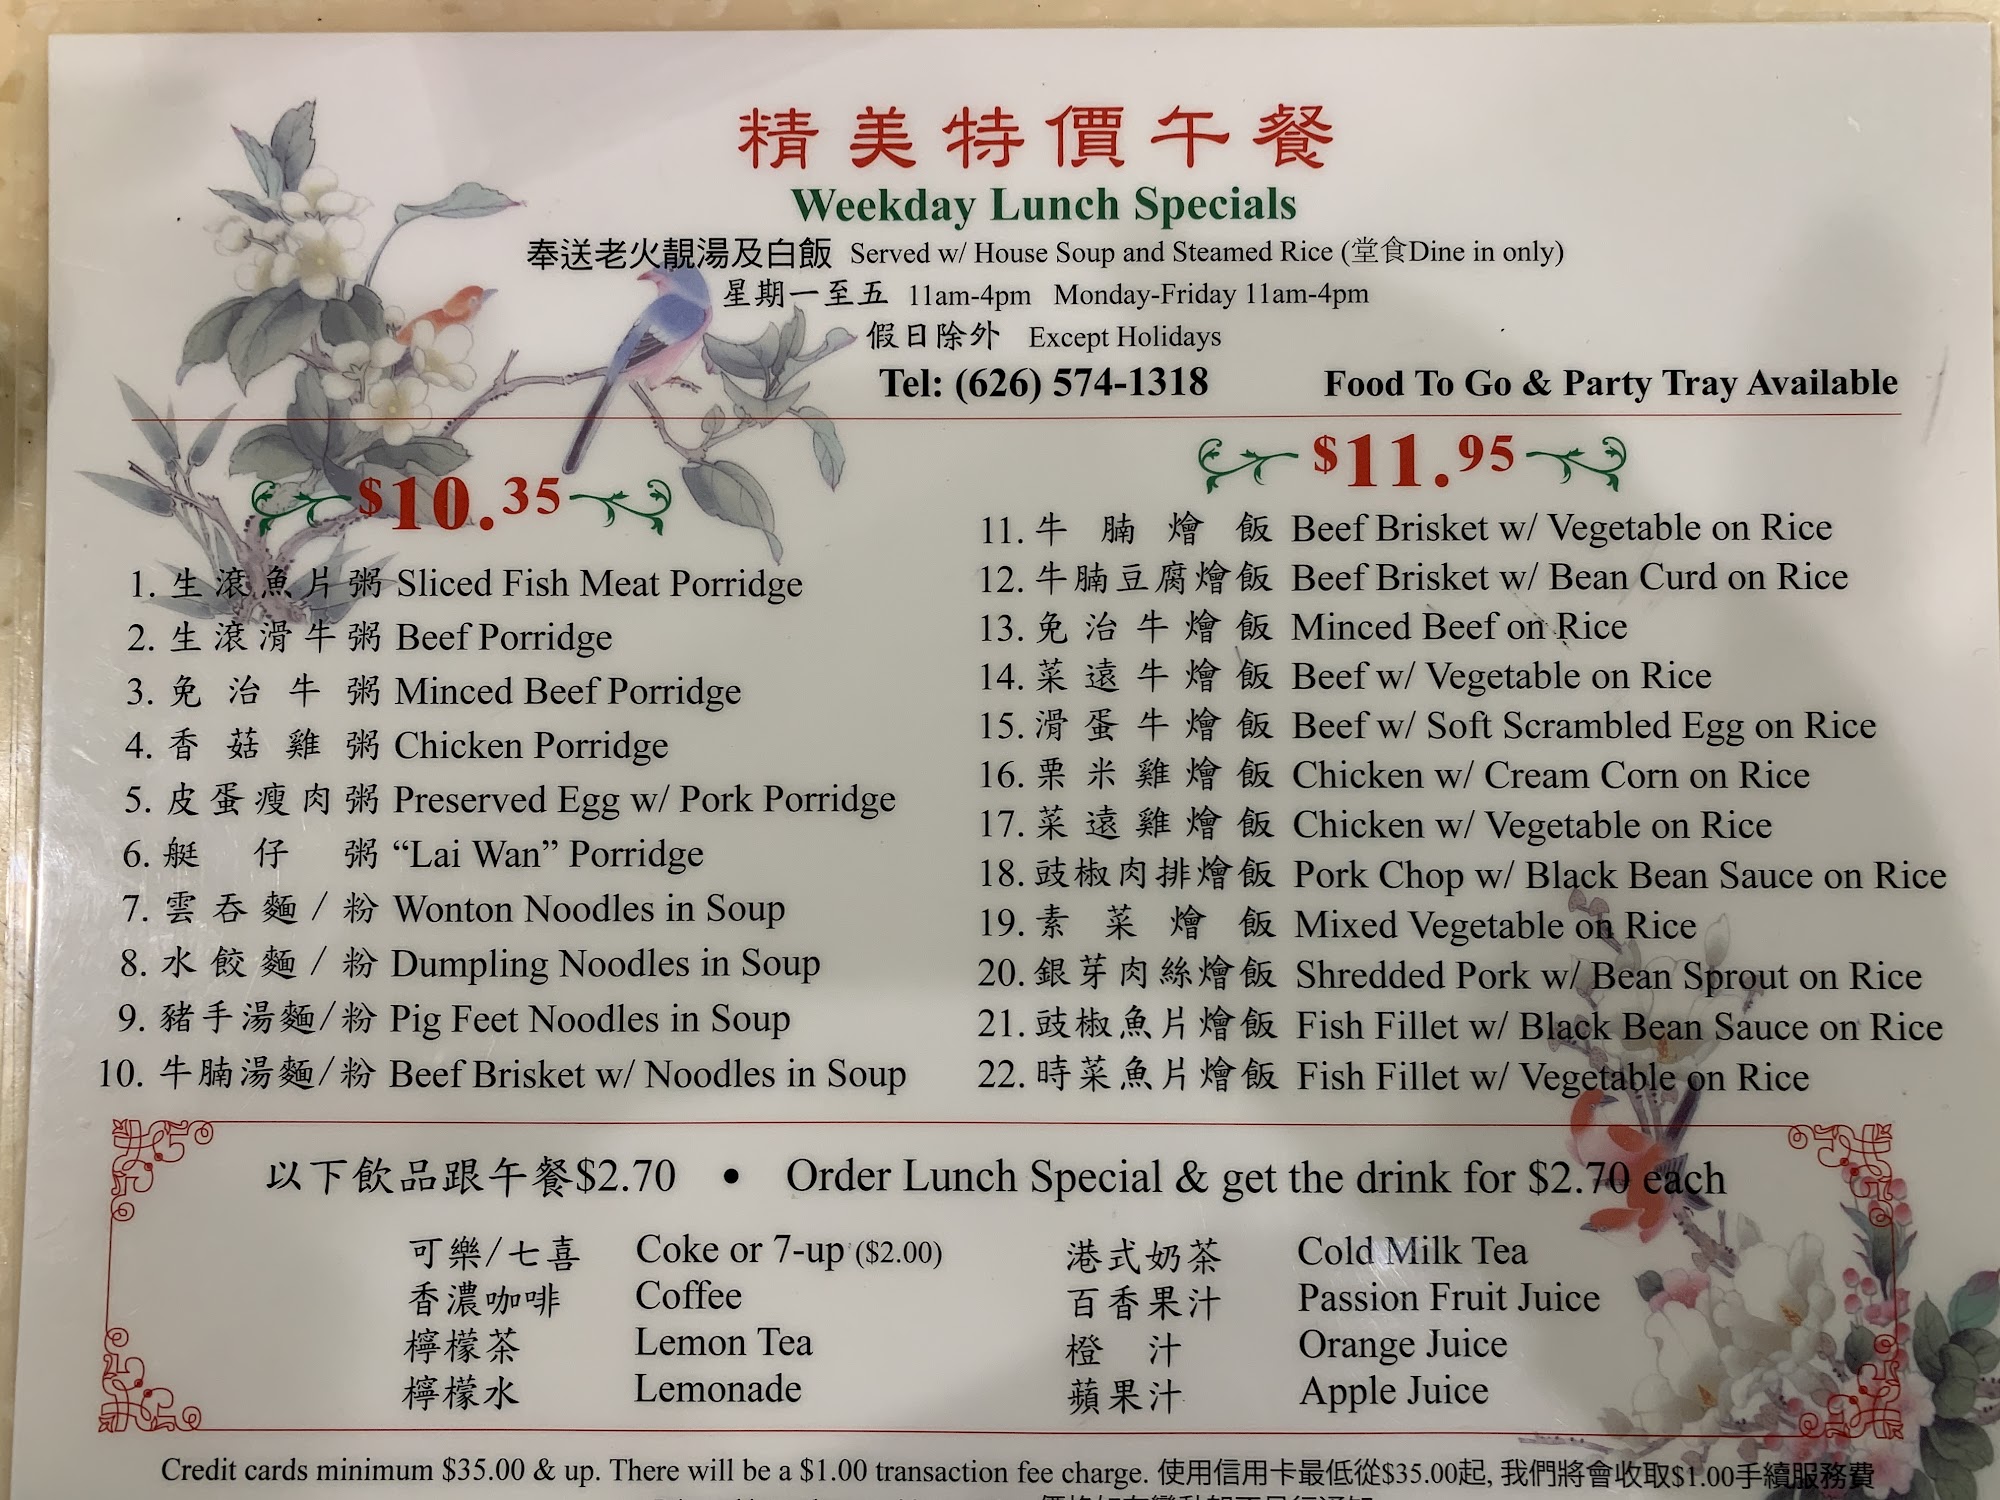 精美特價午餐
Weekday Lunch Specials
奉送老火靚湯及白飯 Served w/ House Soup and Steamed Rice (堂食Dine in only)
星期一至五 11am-4pm Monday-Friday 11am-4pm
假日除外 Except Holidays
Tel: (626) 574-1318 Food To Go & Party Tray Available
$10.35
1. 生滾魚片粥 Sliced Fish Meat Porridge
2. 生滾滑牛粥 Beef Porridge
3. 免治牛粥 Minced Beef Porridge
4. 香菇雞粥 Chicken Porridge
5. 皮蛋瘦肉粥 Preserved Egg w/ Pork Porridge
6. 艇仔粥 “Lai Wan” Porridge
7. 雲吞麵/粉 Wonton Noodles in Soup
8. 水餃麵/粉 Dumpling Noodles in Soup
9. 豬手湯麵/粉 Pig Feet Noodles in Soup
10. 牛腩湯麵/粉 Beef Brisket w/ Noodles in Soup
$11.95
11. 牛腩燴飯 Beef Brisket w/ Vegetable on Rice
12. 牛腩豆腐燴飯 Beef Brisket w/ Bean Curd on Rice
13. 免治牛燴飯 Minced Beef on Rice
14. 菜遠牛燴飯 Beef w/ Vegetable on Rice
15. 滑蛋牛燴飯 Beef w/ Soft Scrambled Egg on Rice
16. 粟米雞燴飯 Chicken w/ Cream Corn on Rice
17. 菜遠雞燴飯 Chicken w/ Vegetable on Rice
18. 豉椒肉排燴飯 Pork Chop w/ Black Bean Sauce on Rice
19. 素菜燴飯 Mixed Vegetable on Rice
20. 銀芽肉絲燴飯 Shredded Pork w/ Bean Sprout on Rice
21. 豉椒魚片燴飯 Fish Fillet w/ Black Bean Sauce on Rice
22. 時菜魚片燴飯 Fish Fillet w/ Vegetable on Rice
以下飲品跟午餐$2.70 • Order Lunch Special & get the drink for $2.70 each
可樂/七喜 Coke or 7-up ($2.00)
香濃咖啡 Coffee
檸檬茶 Lemon Tea
檸檬水 Lemonade
港式奶茶 Cold Milk Tea
百香果汁 Passion Fruit Juice
橙汁 Orange Juice
蘋果汁 Apple Juice
Credit cards minimum $35.00 & up. There will be a $1.00 transaction fee charge. 使用信用卡最低從$35.00起, 我們將會收取$1.00手續服務費